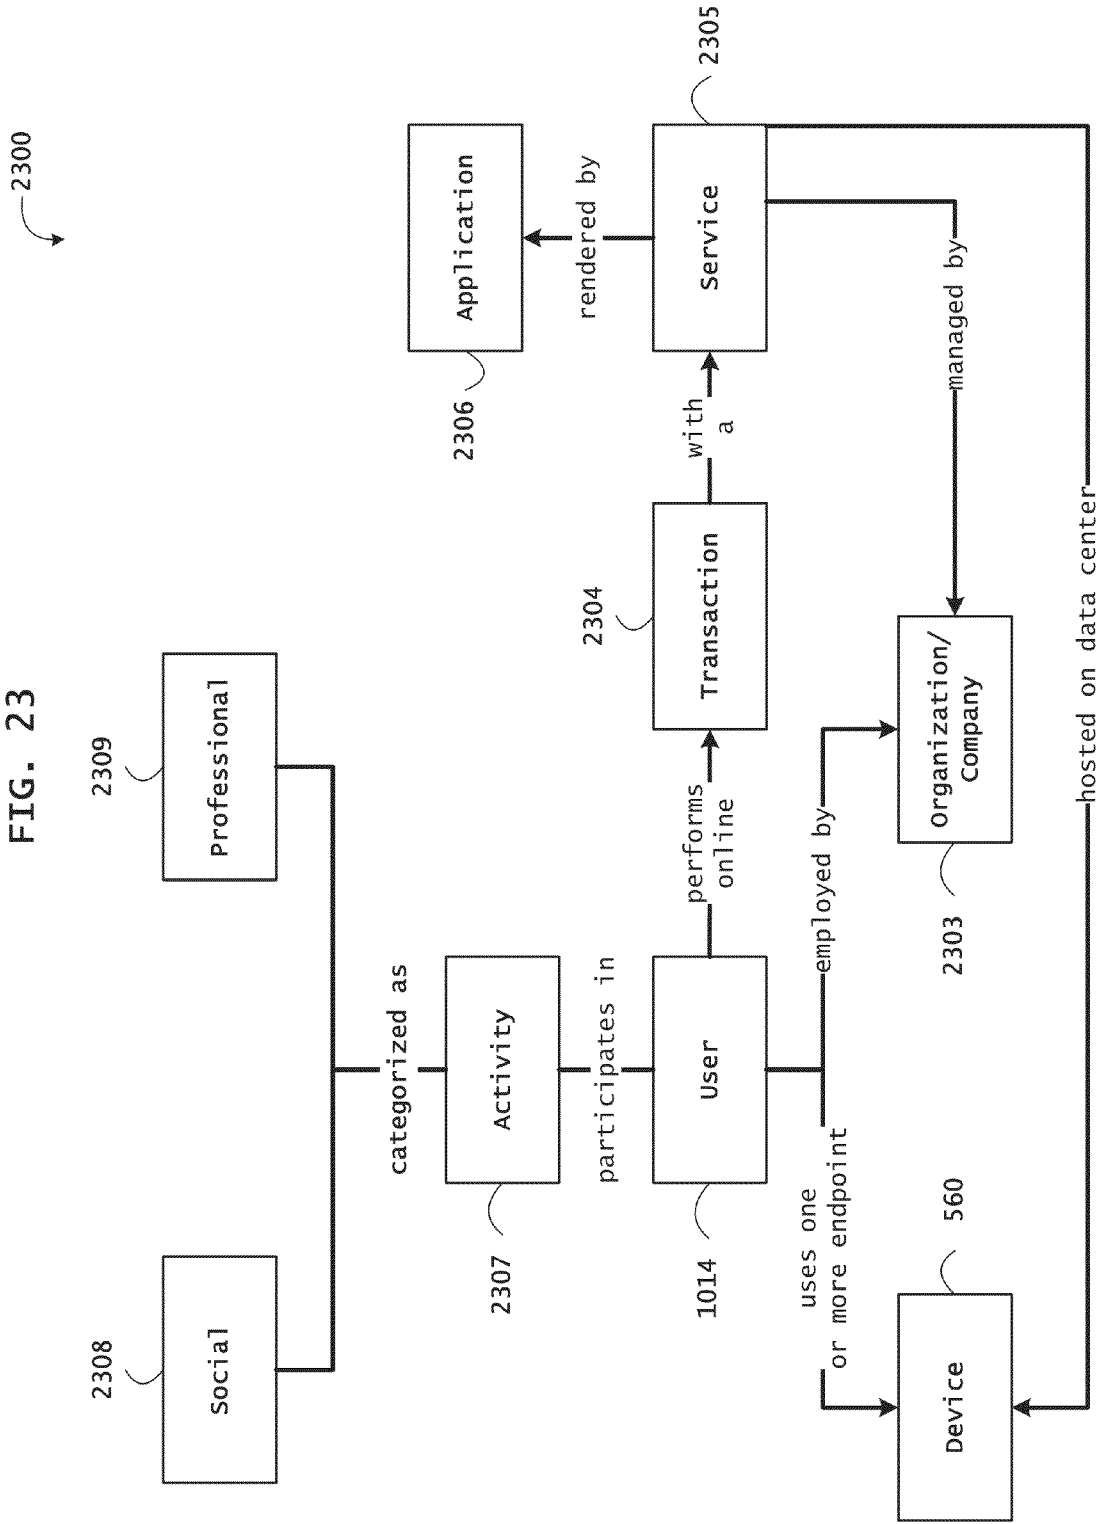 FIG. 23
2300
2308
Social
2309
Professional
categorized as
2306
Application
2307
Activity
participates in
rendered by
1014
User
performs
online
2304
Transaction
with
a
Service
2305
uses one
or more endpoint
employed by
managed by
560
Device
2303
Organization/
Company
hosted on data center